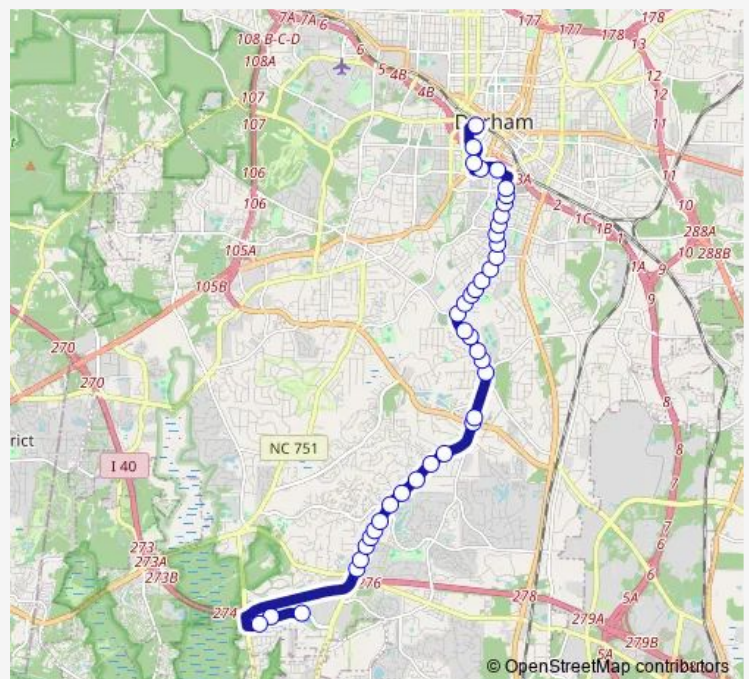 7A 7A 6
177
177
178
178
13
108 B-C-D
6
108A
5 4B
4B
12
12
107
107
11
Durham
11
106
3A
106
2
1C
1B
1
10
288A
10
288B
105A
1A
9
9
105B
270
270
8
8
rict
NC 751
I 40
7
7
7
6
6
273
273A
273B
276
278
5A
274
279A
279B
5A
© OpenStreetMap contributors